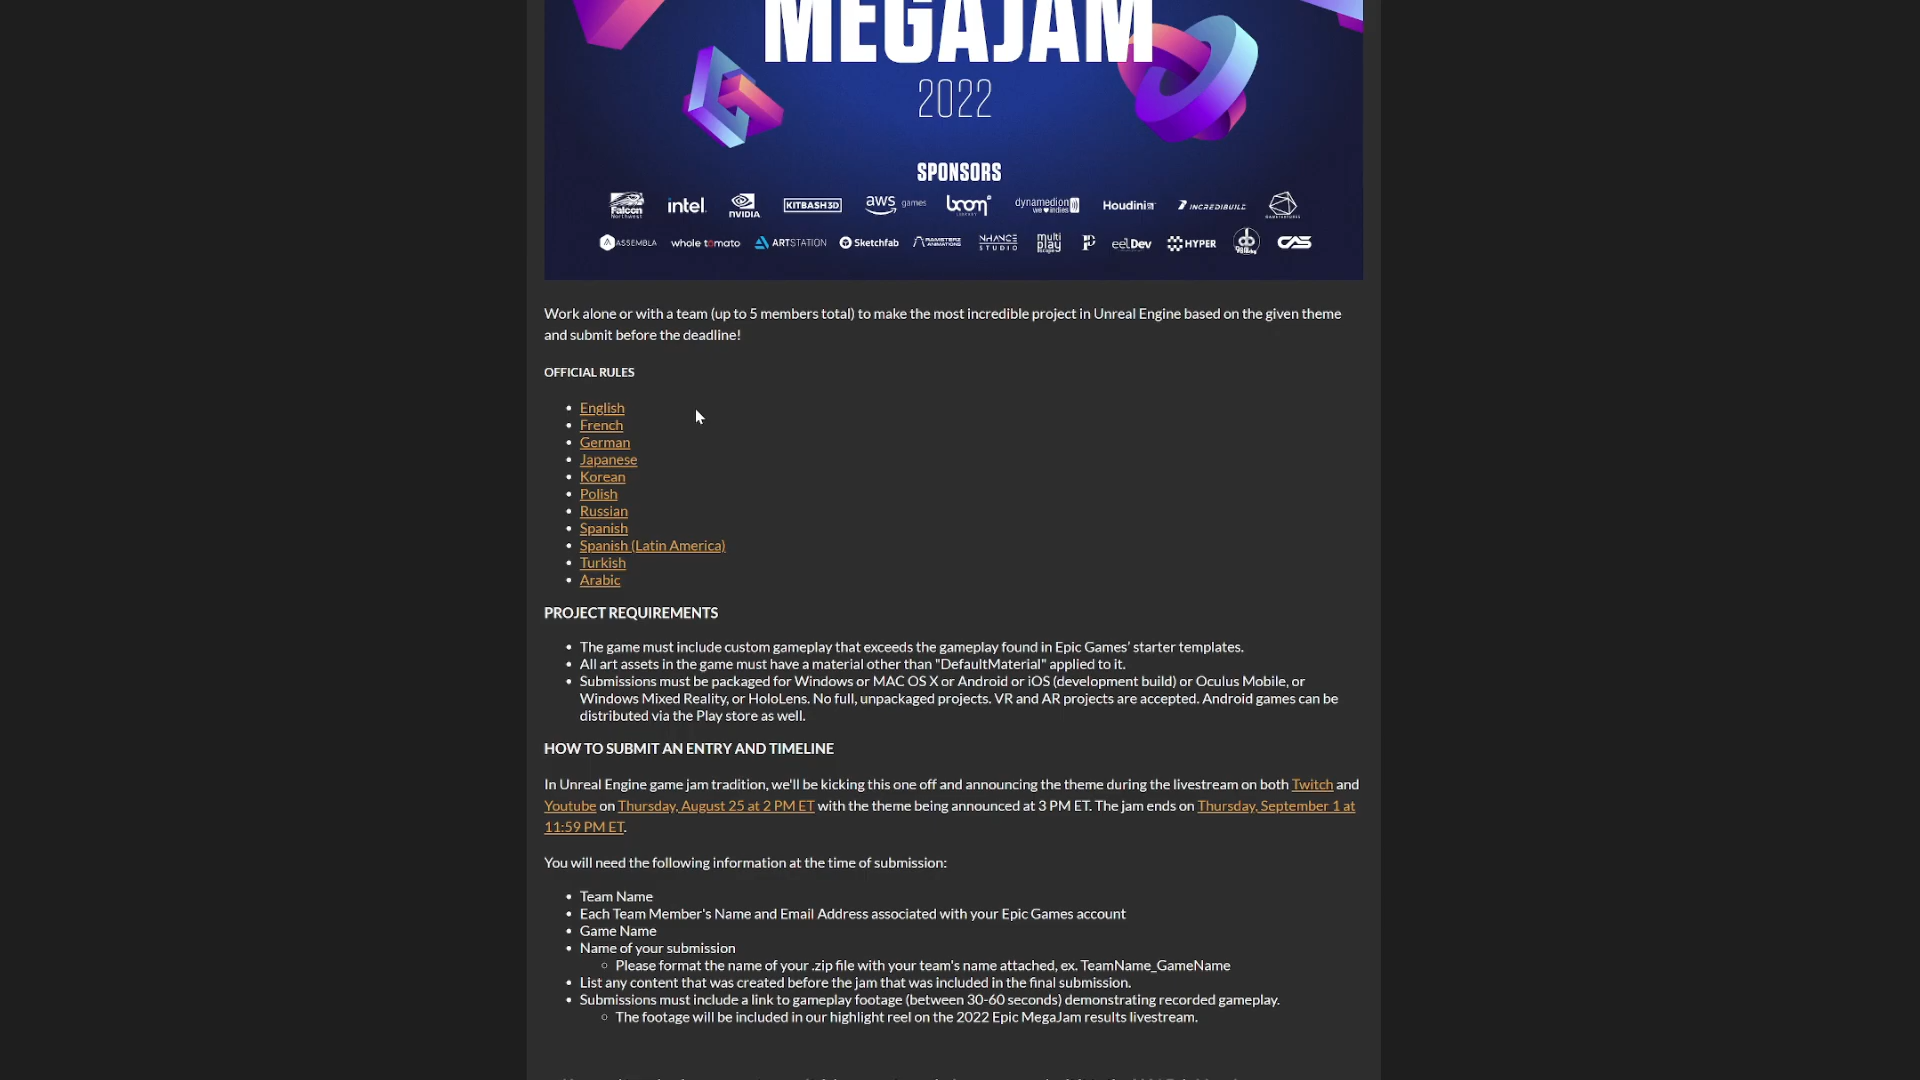 MEGAJAM
2022
SPONSORS
Falcon Northwest intel. NVIDIA KITBASH3D aws games boom LIBRARY dynamedion we ♥ indies Houdini INCREDIBUILD
ASSEMBLA whole tomato ARTSTATION Sketchfab RAMSTERZ ANIMATIONS NHANCE STUDIO multi play eelDev HYPER CAS
Work alone or with a team (up to 5 members total) to make the most incredible project in Unreal Engine based on the given theme
and submit before the deadline!
OFFICIAL RULES
• English
• French
• German
• Japanese
• Korean
• Polish
• Russian
• Spanish
• Spanish (Latin America)
• Turkish
• Arabic
PROJECT REQUIREMENTS
• The game must include custom gameplay that exceeds the gameplay found in Epic Games’ starter templates.
• All art assets in the game must have a material other than "DefaultMaterial" applied to it.
• Submissions must be packaged for Windows or MAC OS X or Android or iOS (development build) or Oculus Mobile, or
Windows Mixed Reality, or HoloLens. No full, unpackaged projects. VR and AR projects are accepted. Android games can be
distributed via the Play store as well.
HOW TO SUBMIT AN ENTRY AND TIMELINE
In Unreal Engine game jam tradition, we'll be kicking this one off and announcing the theme during the livestream on both Twitch and
Youtube on Thursday, August 25 at 2 PM ET with the theme being announced at 3 PM ET. The jam ends on Thursday, September 1 at
11:59 PM ET.
You will need the following information at the time of submission:
• Team Name
• Each Team Member's Name and Email Address associated with your Epic Games account
• Game Name
• Name of your submission
◦ Please format the name of your .zip file with your team's name attached, ex. TeamName_GameName
• List any content that was created before the jam that was included in the final submission.
• Submissions must include a link to gameplay footage (between 30-60 seconds) demonstrating recorded gameplay.
◦ The footage will be included in our highlight reel on the 2022 Epic MegaJam results livestream.